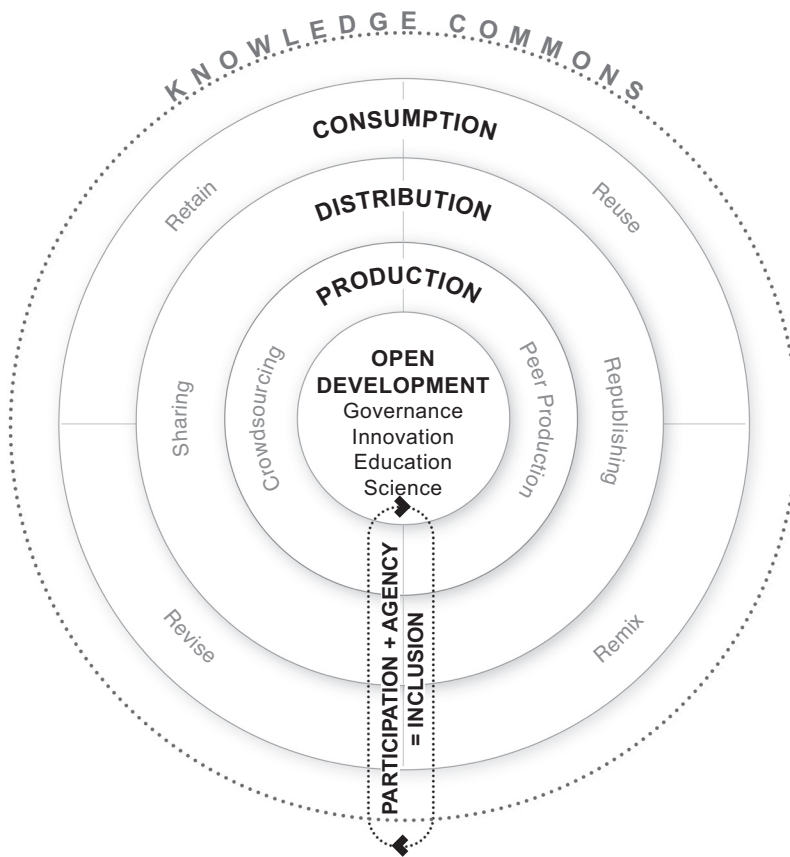 KNOWLEDGE COMMONS
CONSUMPTION
Retain
Reuse
DISTRIBUTION
Sharing
Republishing
PRODUCTION
Crowdsourcing
Peer Production
OPEN
DEVELOPMENT
Governance
Innovation
Education
Science
Revise
Remix
PARTICIPATION + AGENCY
= INCLUSION